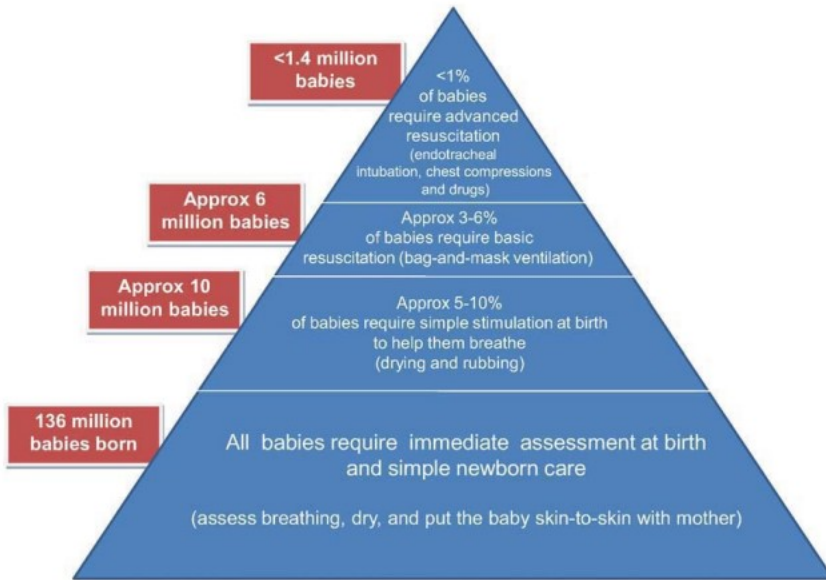 <1.4 million
babies
<1%
of babies
require advanced
resuscitation
(endotracheal
intubation, chest compressions
and drugs)
Approx 6
million babies
Approx 3-6%
of babies require basic
resuscitation (bag-and-mask ventilation)
Approx 10
million babies
Approx 5-10%
of babies require simple stimulation at birth
to help them breathe
(drying and rubbing)
136 million
babies born
All babies require immediate assessment at birth
and simple newborn care
(assess breathing, dry, and put the baby skin-to-skin with mother)